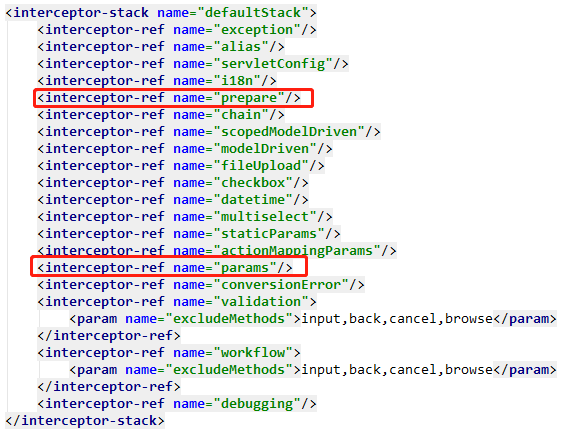 <interceptor-stack name="defaultStack">
<interceptor-ref name="exception"/>
<interceptor-ref name="alias"/>
<interceptor-ref name="servletConfig"/>
<interceptor-ref name="i18n"/>
<interceptor-ref name="prepare"/>
<interceptor-ref name="chain"/>
<interceptor-ref name="scopedModelDriven"/>
<interceptor-ref name="modelDriven"/>
<interceptor-ref name="fileUpload"/>
<interceptor-ref name="checkbox"/>
<interceptor-ref name="datetime"/>
<interceptor-ref name="multiselect"/>
<interceptor-ref name="staticParams"/>
<interceptor-ref name="actionMappingParams"/>
<interceptor-ref name="params"/>
<interceptor-ref name="conversionError"/>
<interceptor-ref name="validation">
<param name="excludeMethods">input,back,cancel,browse</param>
</interceptor-ref>
<interceptor-ref name="workflow">
<param name="excludeMethods">input,back,cancel,browse</param>
</interceptor-ref>
<interceptor-ref name="debugging"/>
</interceptor-stack>